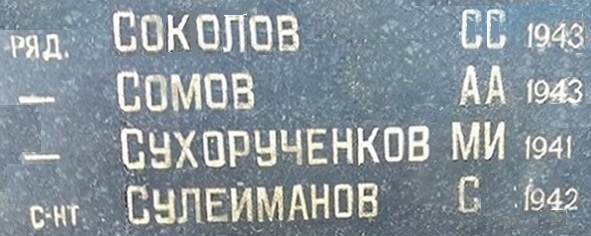 РЯД. СОКОЛОВ СС 1943
— СОМОВ АА 1943
— СУХОРУЧЕНКОВ МИ 1941
С-НТ СУЛЕЙМАНОВ С 1942